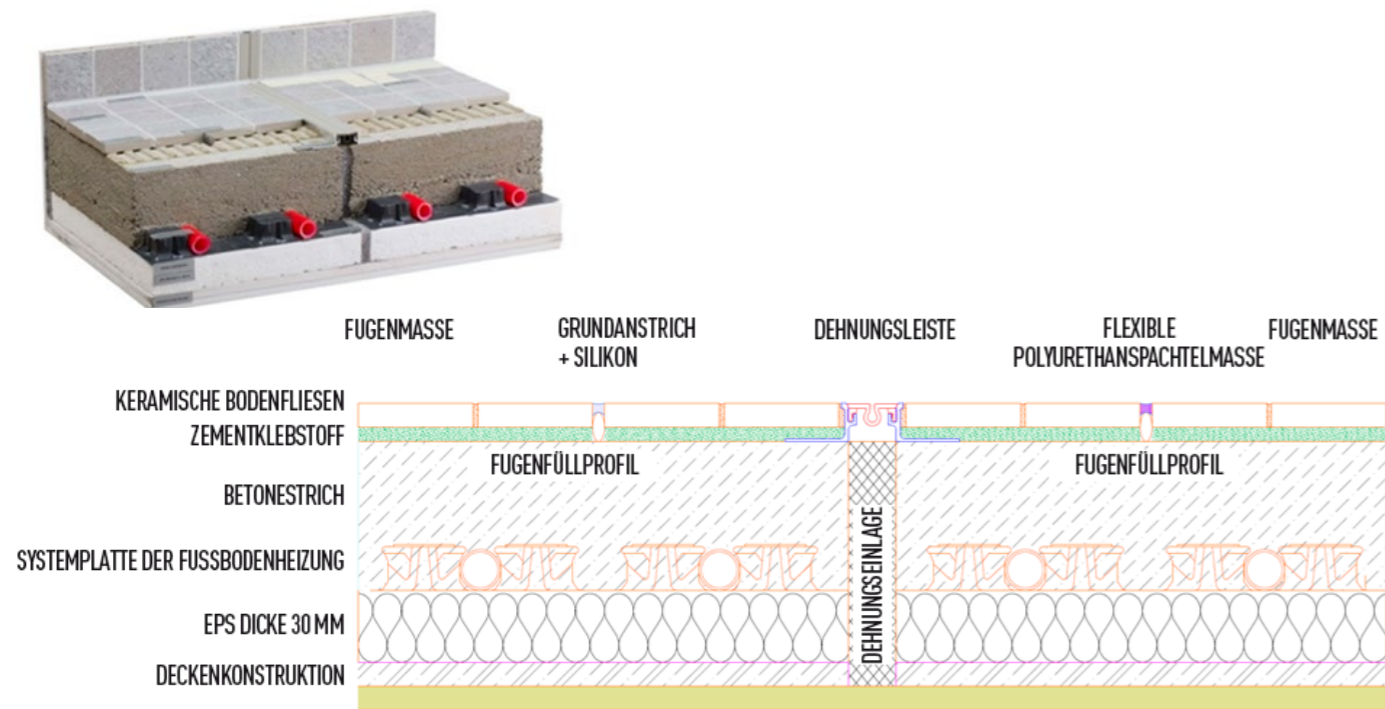 FUGENMASSE
GRUNDANSTRICH
+ SILIKON
DEHNUNGSLEISTE
FLEXIBLE
POLYURETHANSPACHTELMASSE
FUGENMASSE
KERAMISCHE BODENFLIESEN
ZEMENTKLEBSTOFF
FUGENFÜLLPROFIL
FUGENFÜLLPROFIL
BETONESTRICH
DEHNUNGSEINLAGE
SYSTEMPLATTE DER FUSSBODENHEIZUNG
EPS DICKE 30 MM
DECKENKONSTRUKTION